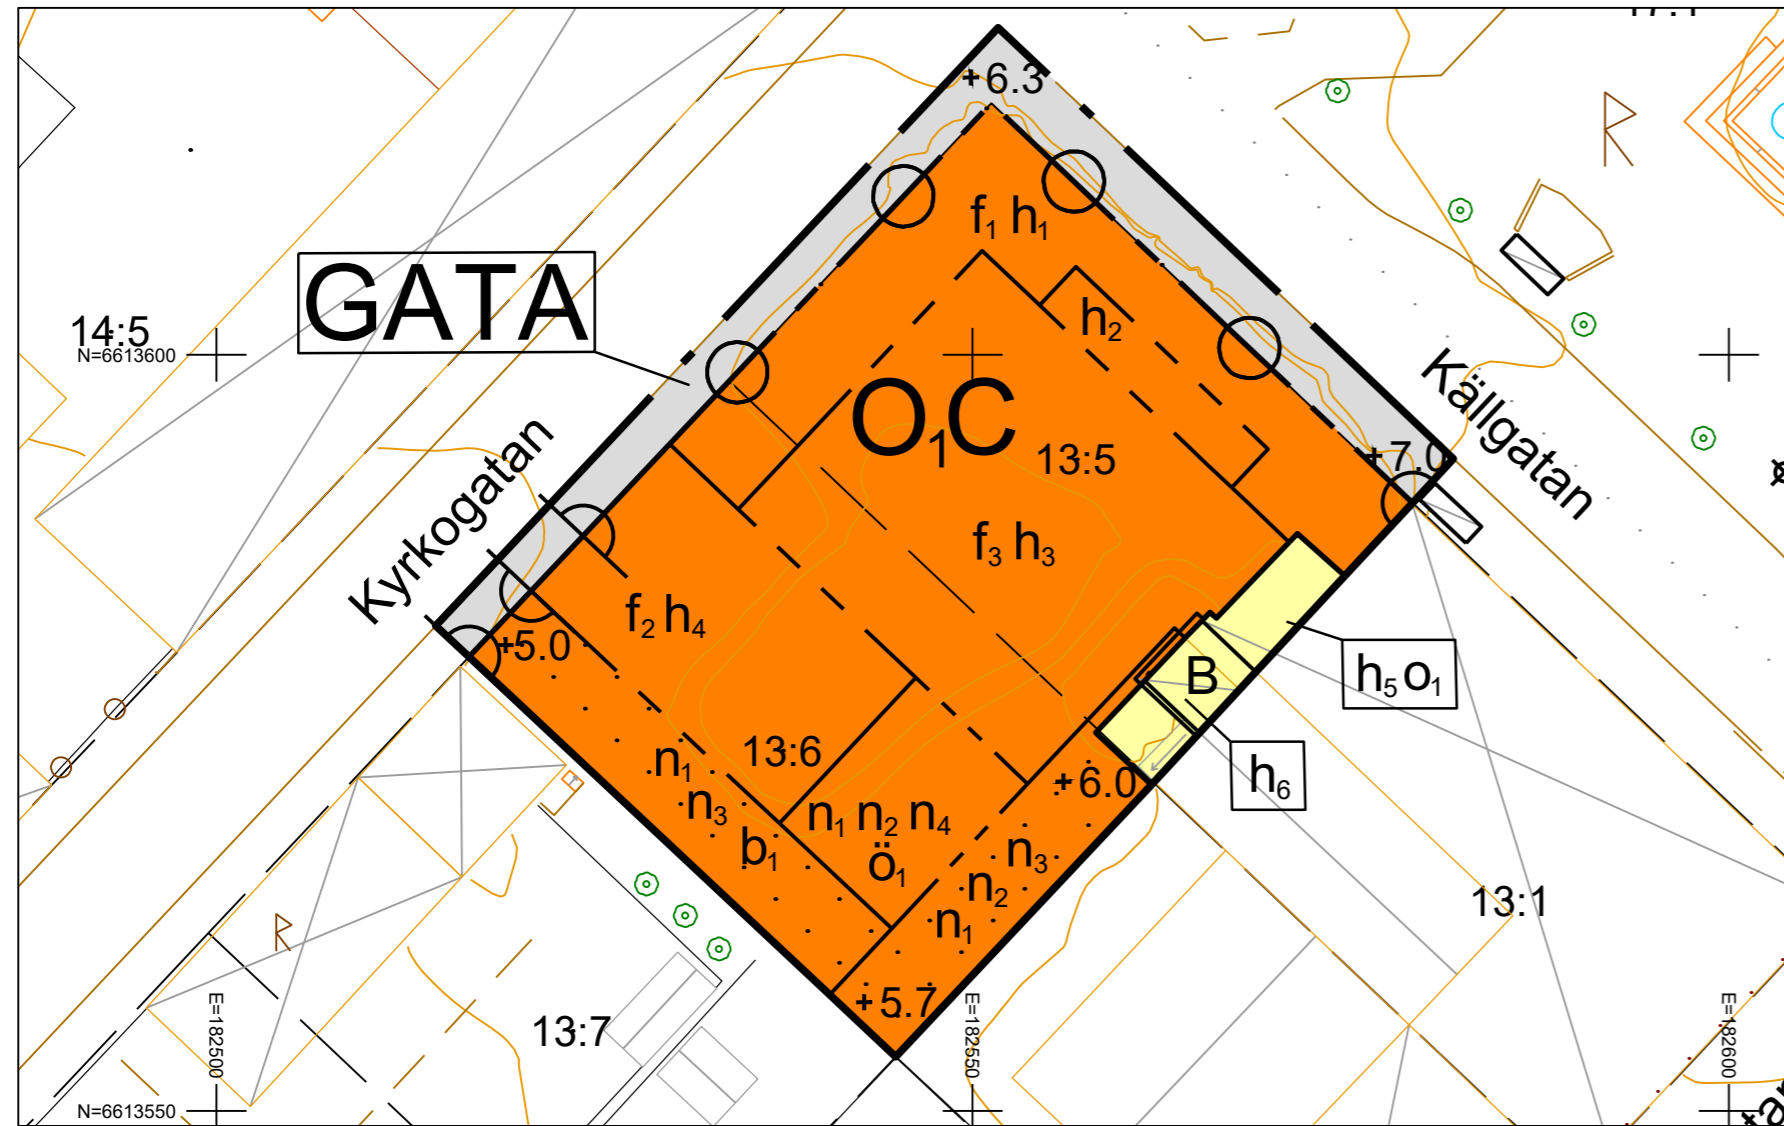 +6.3
f₁ h₁
GATA
14:5
N=6613600
h₂
O₁C
13:5
Källgatan
+7.0
Kyrkogatan
f₃ h₃
f₂ h₄
+5.0
B
h₅ o₁
13:6
n₁
+6.0
h₆
n₃
n₁ n₂ n₄
b₁
ö₁
n₃
n₂
n₁
13:1
+5.7
13:7
E=182500
E=182550
E=182600
N=6613550